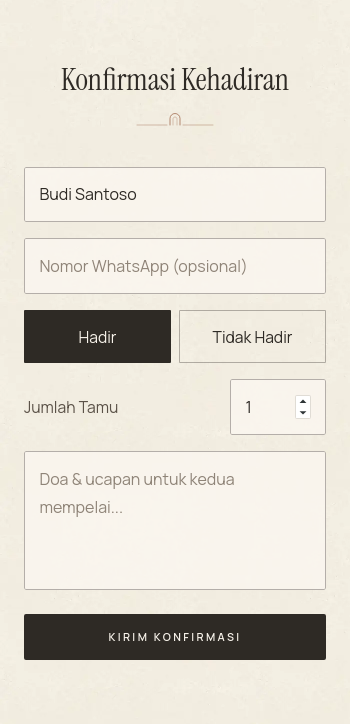 Konfirmasi Kehadiran
Budi Santoso
Nomor WhatsApp (opsional)
Hadir
Tidak Hadir
Jumlah Tamu
1
Doa & ucapan untuk kedua
mempelai...
KIRIM KONFIRMASI